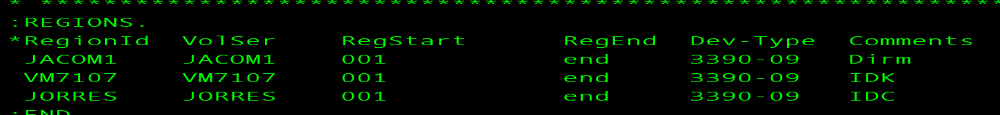 * ****************************************************************
:REGIONS.
*RegionId VolSer RegStart RegEnd Dev-Type Comments
JACOM1 JACOM1 001 end 3390-09 Dirm
VM7107 VM7107 001 end 3390-09 IDK
JORRES JORRES 001 end 3390-09 IDC
:END